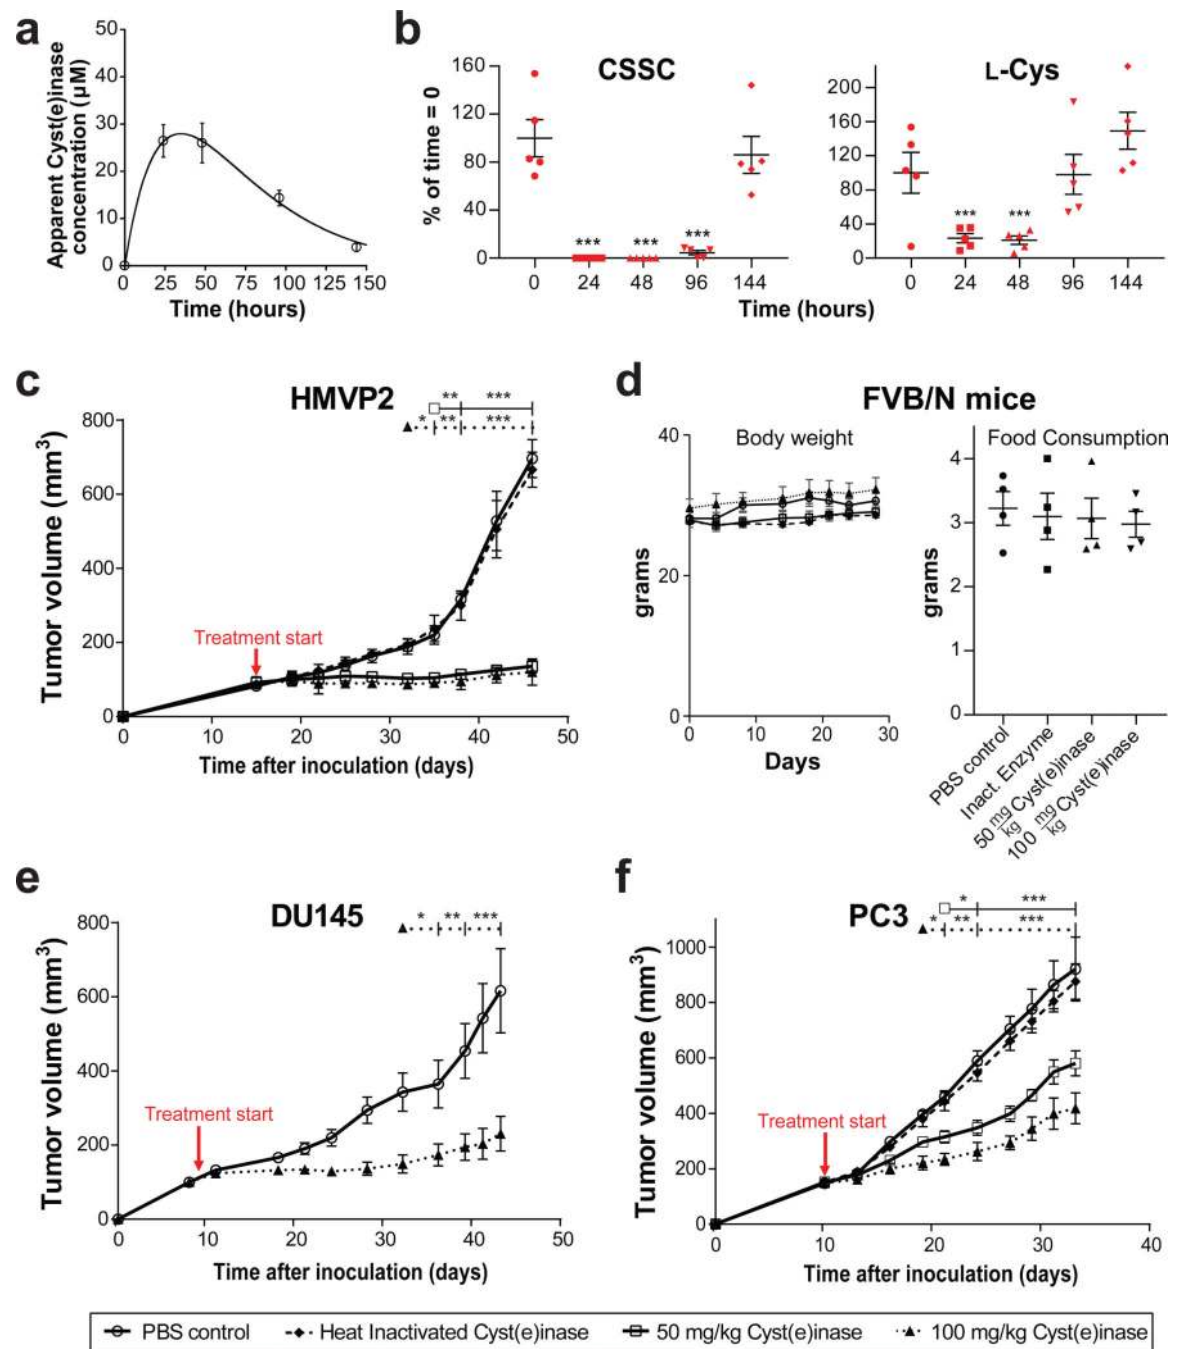 a
Apparent Cyst(e)inase
concentration (µM)
50
40
30
20
10
0
0 25 50 75 100 125 150
Time (hours)
b
CSSC
% of time = 0
160
120
80
40
0
*** *** ***
0 24 48 96 144
L-Cys
200
160
120
80
40
0
*** ***
0 24 48 96 144
Time (hours)
c
HMVP2
** ***
* ** ***
Tumor volume (mm3)
800
600
400
200
0
Treatment start
0 10 20 30 40 50
Time after inoculation (days)
d
FVB/N mice
Body weight
grams
40
20
0
0 10 20 30
Days
Food Consumption
grams
4
3
2
1
0
PBS control
Inact. Enzyme
50 mg/kg Cyst(e)inase
100 mg/kg Cyst(e)inase
e
DU145
* ** ***
Tumor volume (mm3)
800
600
400
200
0
Treatment start
0 10 20 30 40 50
Time after inoculation (days)
f
PC3
* ***
* ** ***
Tumor volume (mm3)
1000
800
600
400
200
0
Treatment start
0 10 20 30 40
Time after inoculation (days)
PBS control Heat Inactivated Cyst(e)inase 50 mg/kg Cyst(e)inase 100 mg/kg Cyst(e)inase